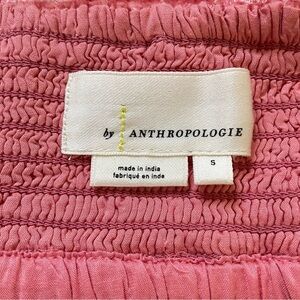 by ANTHROPOLOGIE
made in india
fabriqué en inde
S